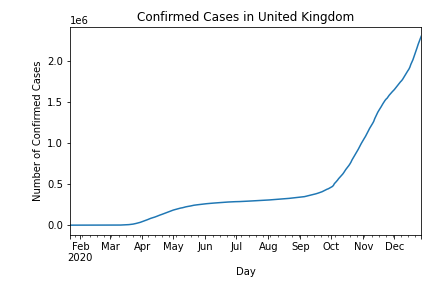 Confirmed Cases in United Kingdom
1e6
2.0
1.5
1.0
0.5
0.0
Number of Confirmed Cases
Feb Mar Apr May Jun Jul Aug Sep Oct Nov Dec
2020
Day